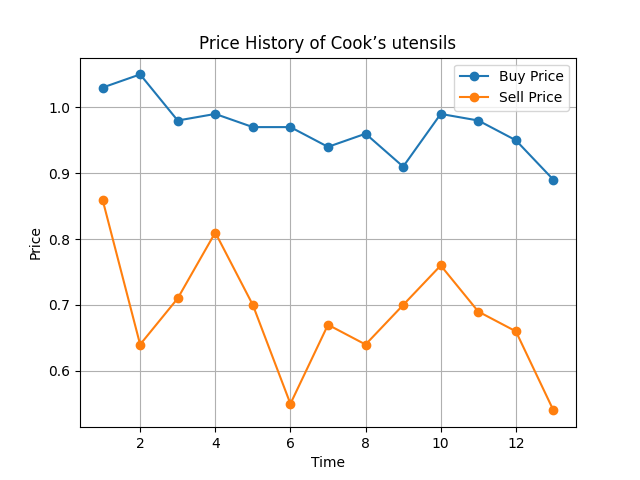 Price History of Cook’s utensils
Buy Price
Sell Price
Price
1.0
0.9
0.8
0.7
0.6
2 4 6 8 10 12
Time